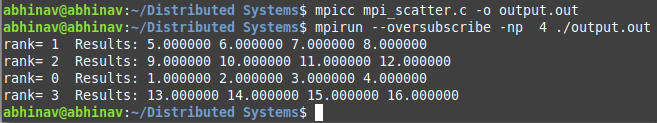 abhinav@abhinav:~/Distributed Systems$ mpicc mpi_scatter.c -o output.out
abhinav@abhinav:~/Distributed Systems$ mpirun --oversubscribe -np  4 ./output.out
rank= 1  Results: 5.000000 6.000000 7.000000 8.000000
rank= 2  Results: 9.000000 10.000000 11.000000 12.000000
rank= 0  Results: 1.000000 2.000000 3.000000 4.000000
rank= 3  Results: 13.000000 14.000000 15.000000 16.000000
abhinav@abhinav:~/Distributed Systems$